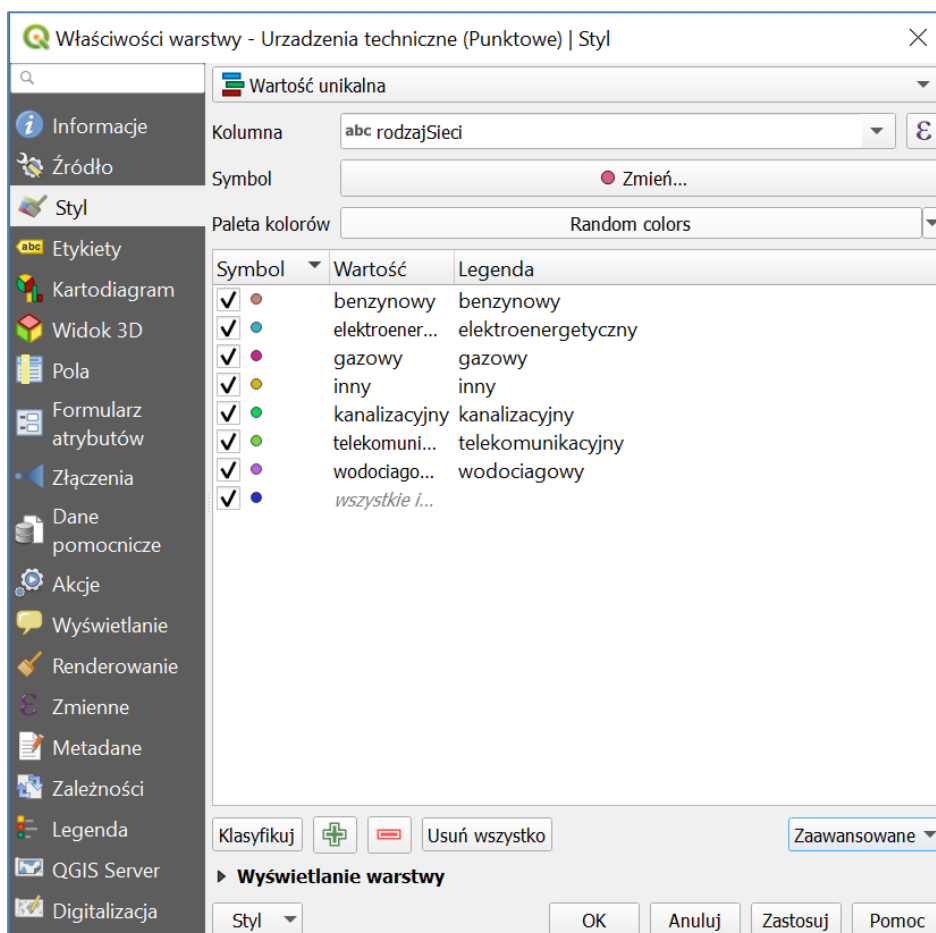 Właściwości warstwy - Urzadzenia techniczne (Punktowe) | Styl
Wartość unikalna
Informacje
Kolumna abc rodzajSieci ε
Źródło
Symbol Zmień...
Styl
Paleta kolorów Random colors
abc Etykiety
Symbol Wartość Legenda
Kartodiagram
benzynowy benzynowy
Widok 3D
elektroener... elektroenergetyczny
gazowy gazowy
Pola
inny inny
Formularz
atrybutów
kanalizacyjny kanalizacyjny
telekomuni... telekomunikacyjny
Złączenia
wodociago... wodociagowy
wszystkie i...
Dane
pomocnicze
Akcje
Wyświetlanie
Renderowanie
ε Zmienne
Metadane
Zależności
Legenda
Klasyfikuj Usuń wszystko Zaawansowane
QGIS Server
Wyświetlanie warstwy
Digitalizacja
Styl OK Anuluj Zastosuj Pomoc